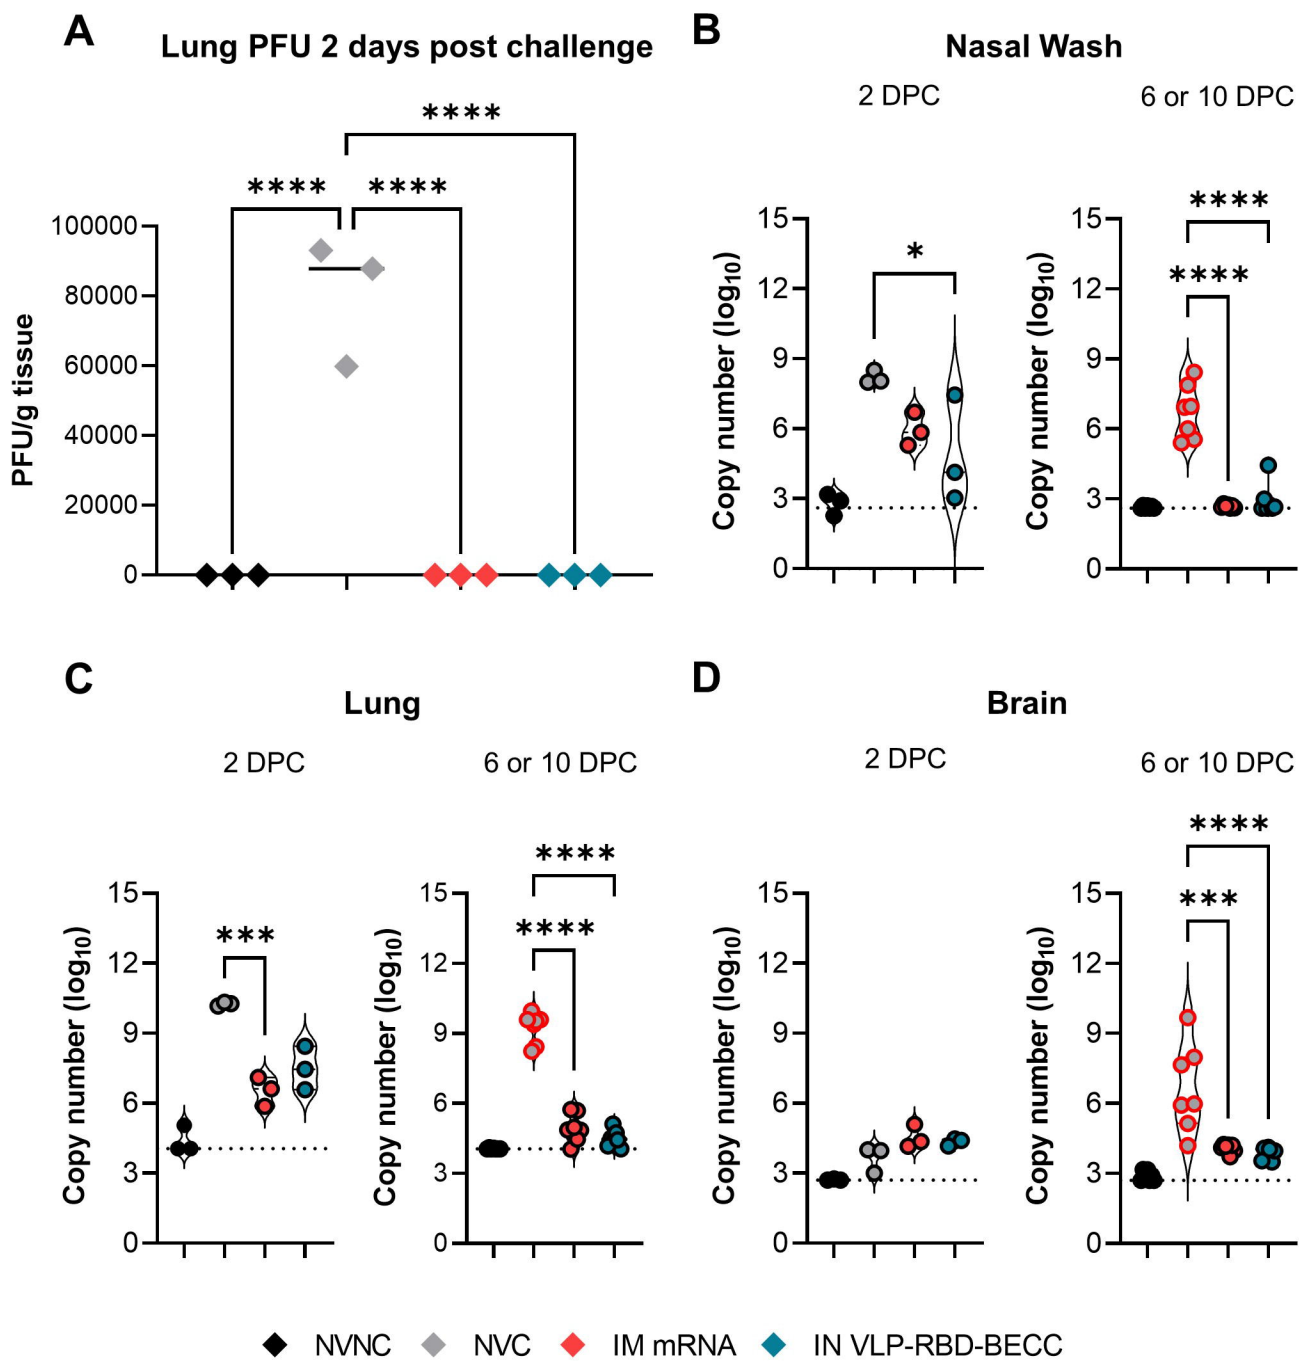 A
Lung PFU 2 days post challenge
****
**** ****
PFU/g tissue
100000
80000
60000
40000
20000
0
B
Nasal Wash
2 DPC
6 or 10 DPC
Copy number (log10)
15
12
9
6
3
0
*
Copy number (log10)
15
12
9
6
3
0
****
****
C
Lung
2 DPC
6 or 10 DPC
Copy number (log10)
15
12
9
6
3
0
***
Copy number (log10)
15
12
9
6
3
0
****
****
D
Brain
2 DPC
6 or 10 DPC
Copy number (log10)
15
12
9
6
3
0
Copy number (log10)
15
12
9
6
3
0
****
***
NVNC NVC IM mRNA IN VLP-RBD-BECC